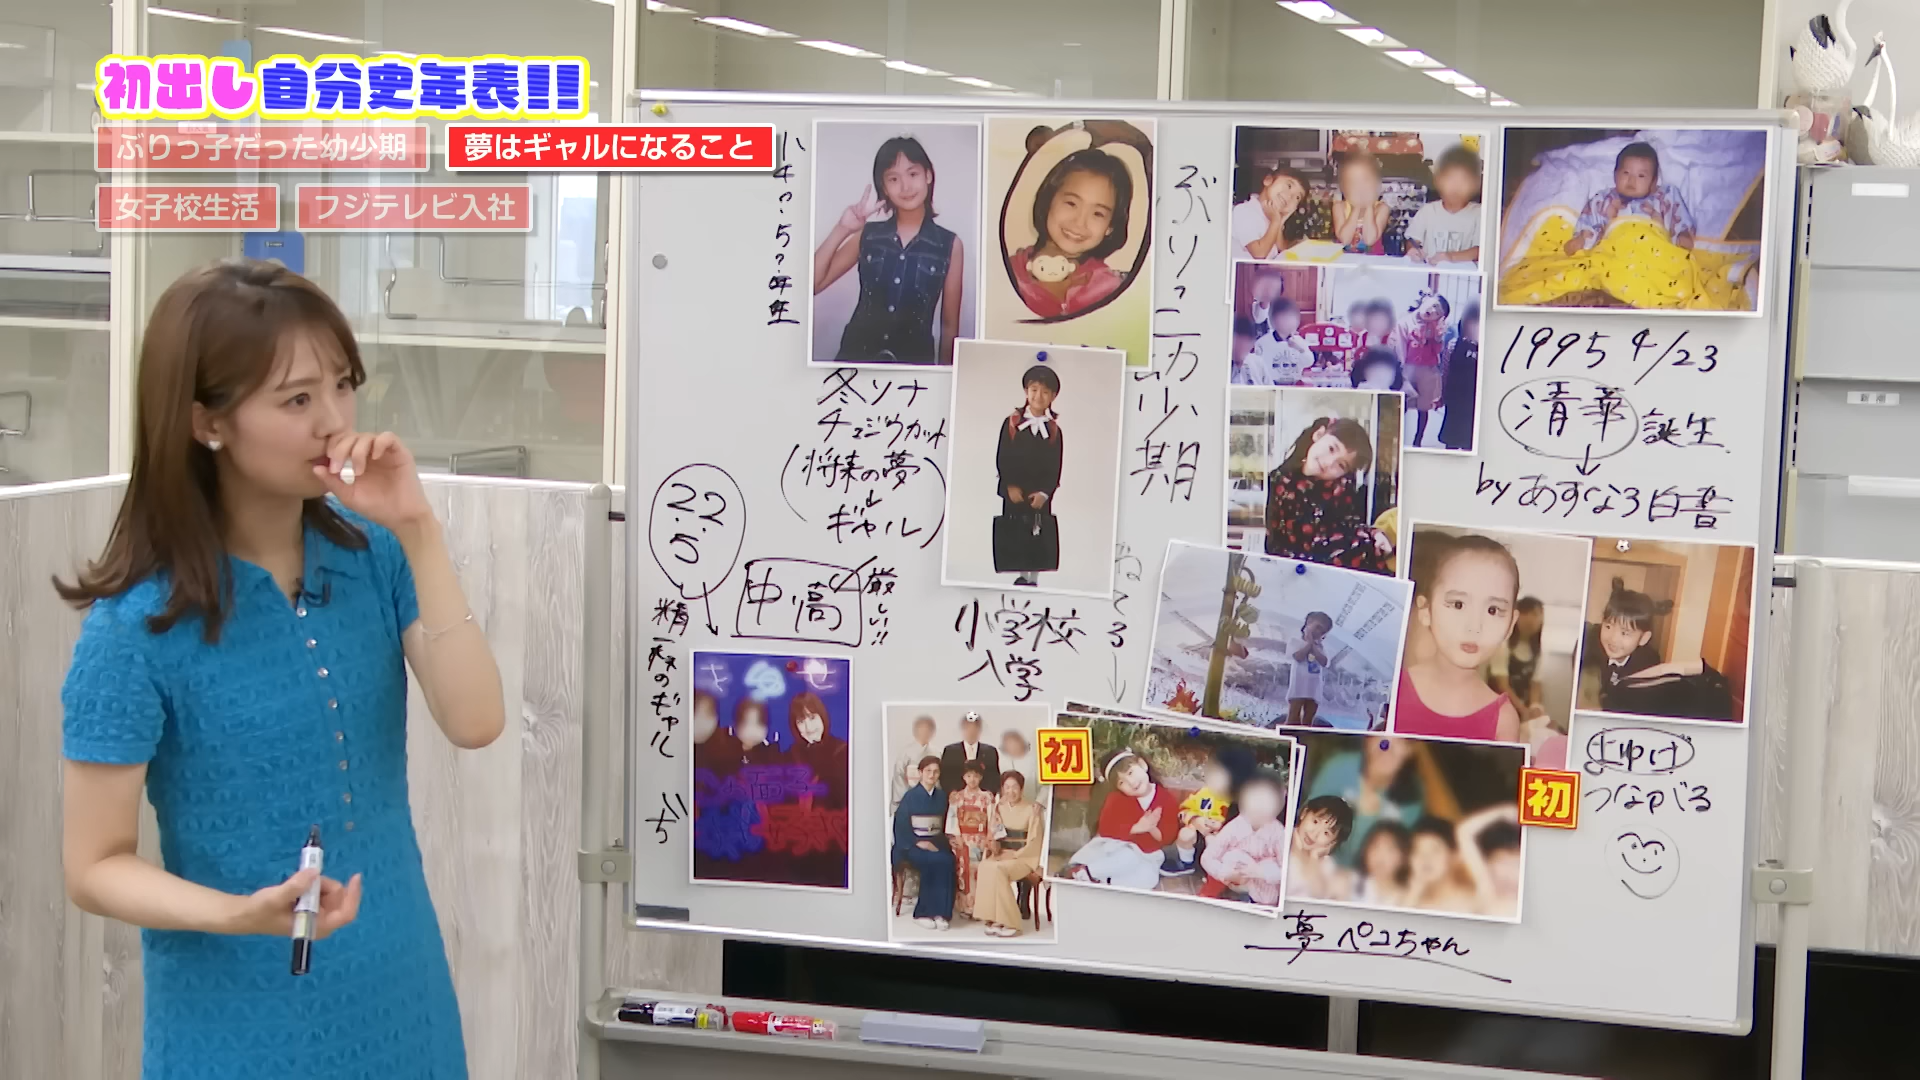 初出し自分史年表!!
ぶりっ子だった幼少期
夢はギャルになること
女子校生活
フジテレビ入社
小4〜5?年生
ぶりっこ幼少期
1995 4/23
清華 誕生
↓
by あすなろ白書
冬ソナ
チェジウカット
(将来の夢
↓
ギャル)
22.5
中高
厳しい!!
精一杯のギャル
小学校
入学
ねてる→
初
初
まゆげ
つながる
夢 ペコちゃん